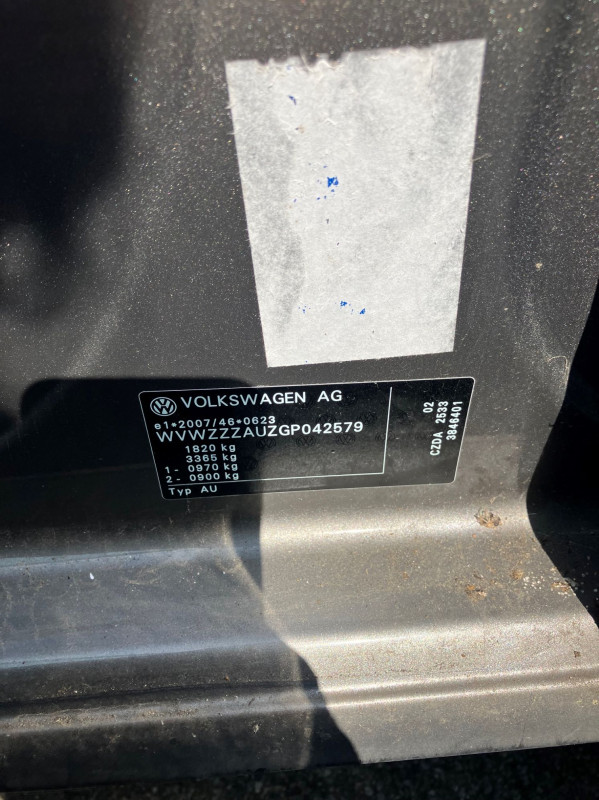 VOLKSWAGEN AG
e1*2007/46*0623
WVWZZZAUZGP042579
1820 kg
3365 kg
1- 0970 kg
2- 0900 kg
Typ AU
02
CZDA 2533
3846401